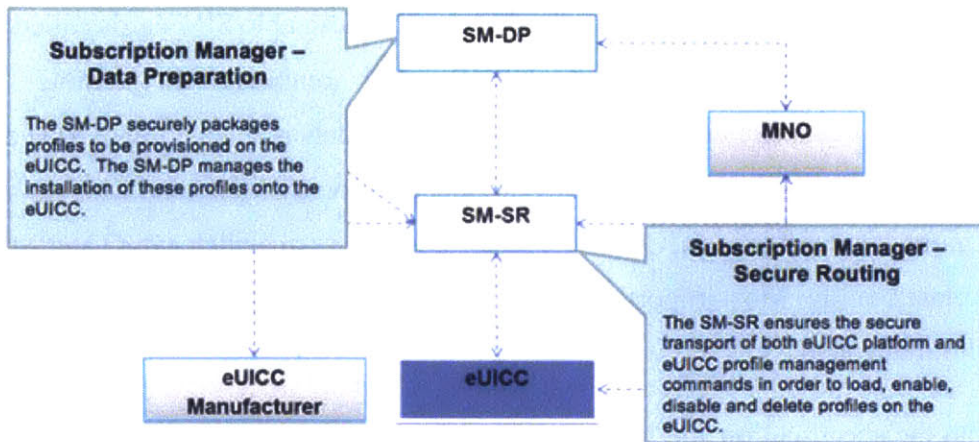 Subscription Manager –
Data Preparation
The SM-DP securely packages
profiles to be provisioned on the
eUICC. The SM-DP manages the
installation of these profiles onto the
eUICC.
SM-DP
MNO
SM-SR
Subscription Manager –
Secure Routing
The SM-SR ensures the secure
transport of both eUICC platform and
eUICC profile management
commands in order to load, enable,
disable and delete profiles on the
eUICC.
eUICC
Manufacturer
eUICC